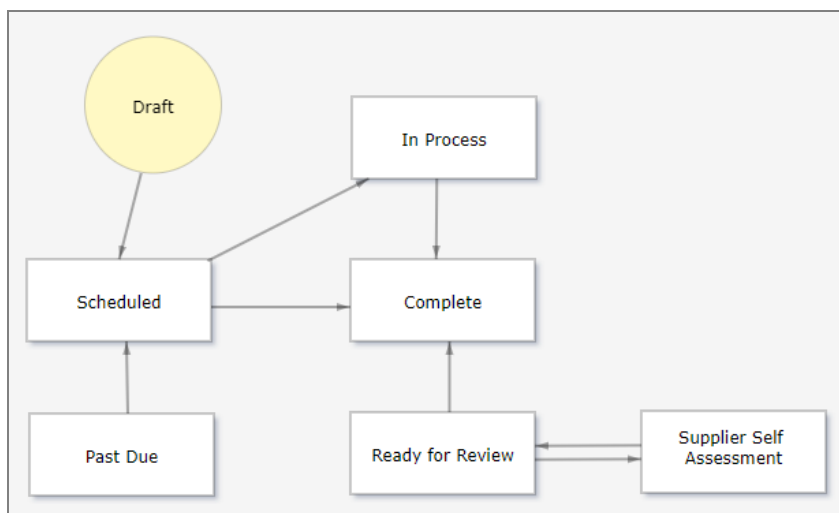 Draft
In Process
Scheduled
Complete
Past Due
Ready for Review
Supplier Self
Assessment